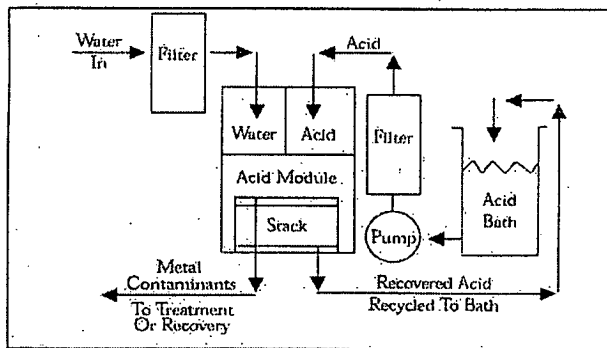 Water
In
Filter
Acid
Water
Acid
Filter
Acid Module
Stack
Pump
Acid
Bath
Metal
Contaminants
To Treatment
Or Recovery
Recovered Acid
Recycled To Bath